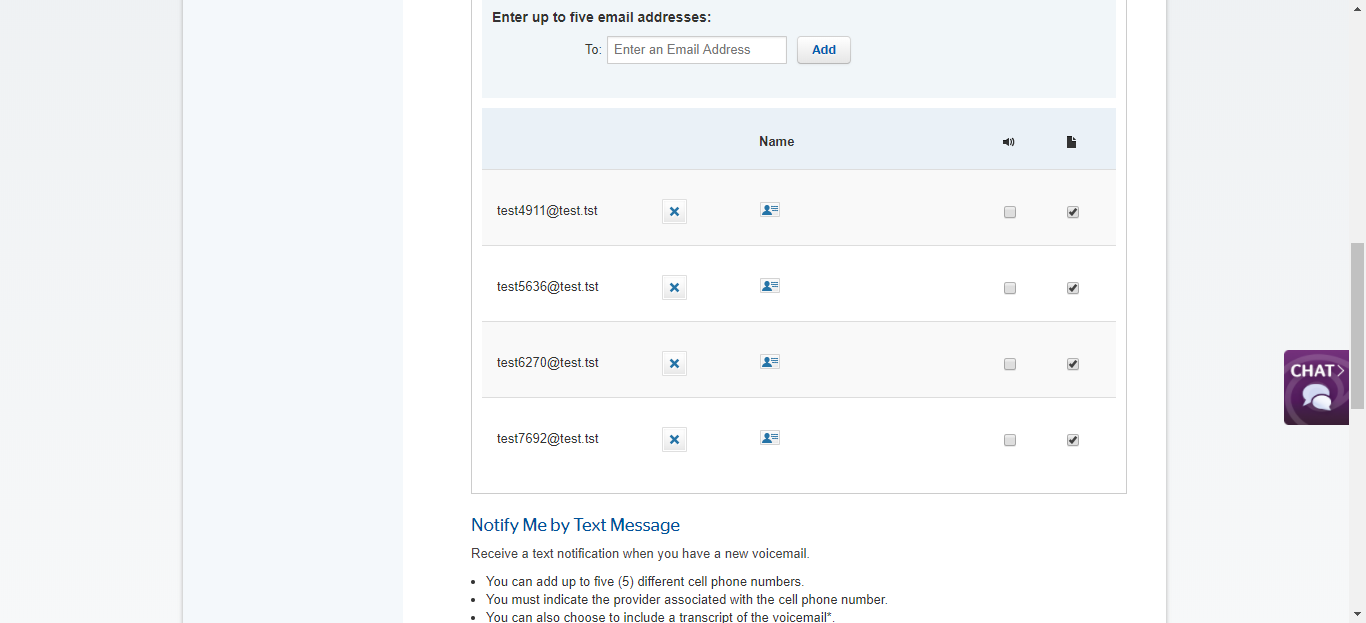 Enter up to five email addresses:
To: Enter an Email Address Add
Name
test4911@test.tst
test5636@test.tst
test6270@test.tst
test7692@test.tst
CHAT
Notify Me by Text Message
Receive a text notification when you have a new voicemail.
• You can add up to five (5) different cell phone numbers.
• You must indicate the provider associated with the cell phone number.
• You can also choose to include a transcript of the voicemail*.